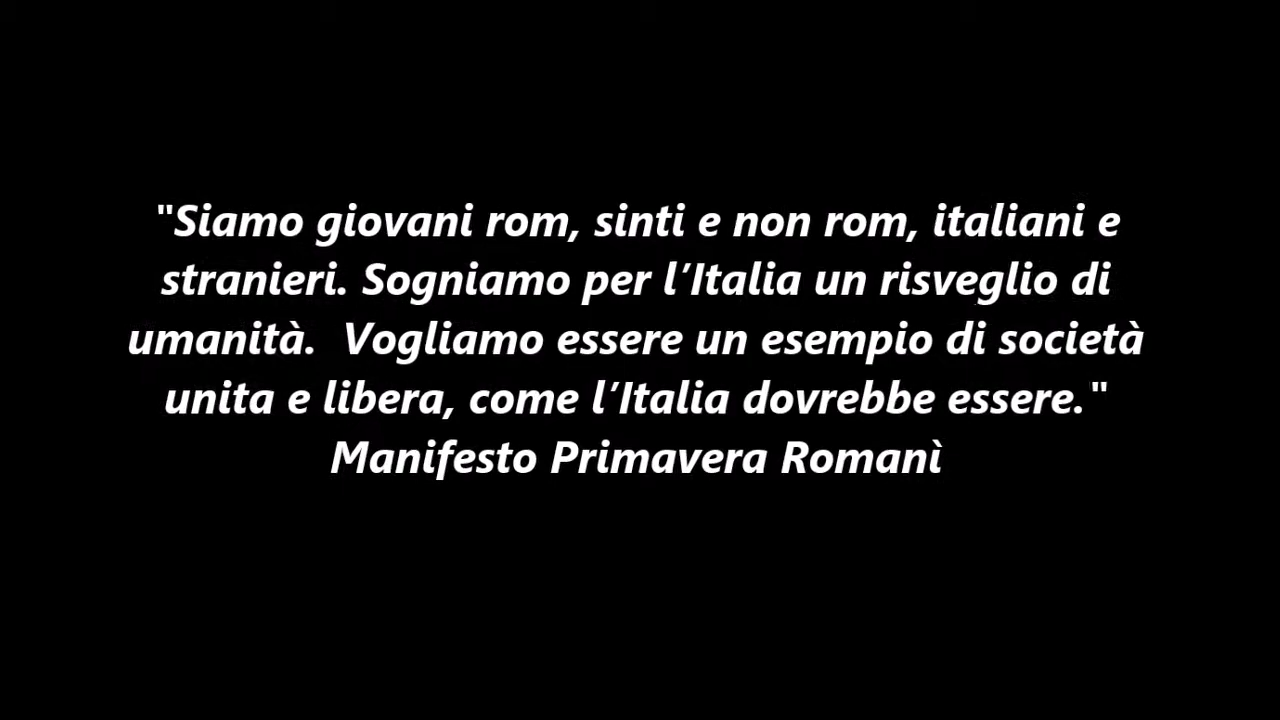 "Siamo giovani rom, sinti e non rom, italiani e
stranieri. Sogniamo per l’Italia un risveglio di
umanità.  Vogliamo essere un esempio di società
unita e libera, come l’Italia dovrebbe essere."
Manifesto Primavera Romanì